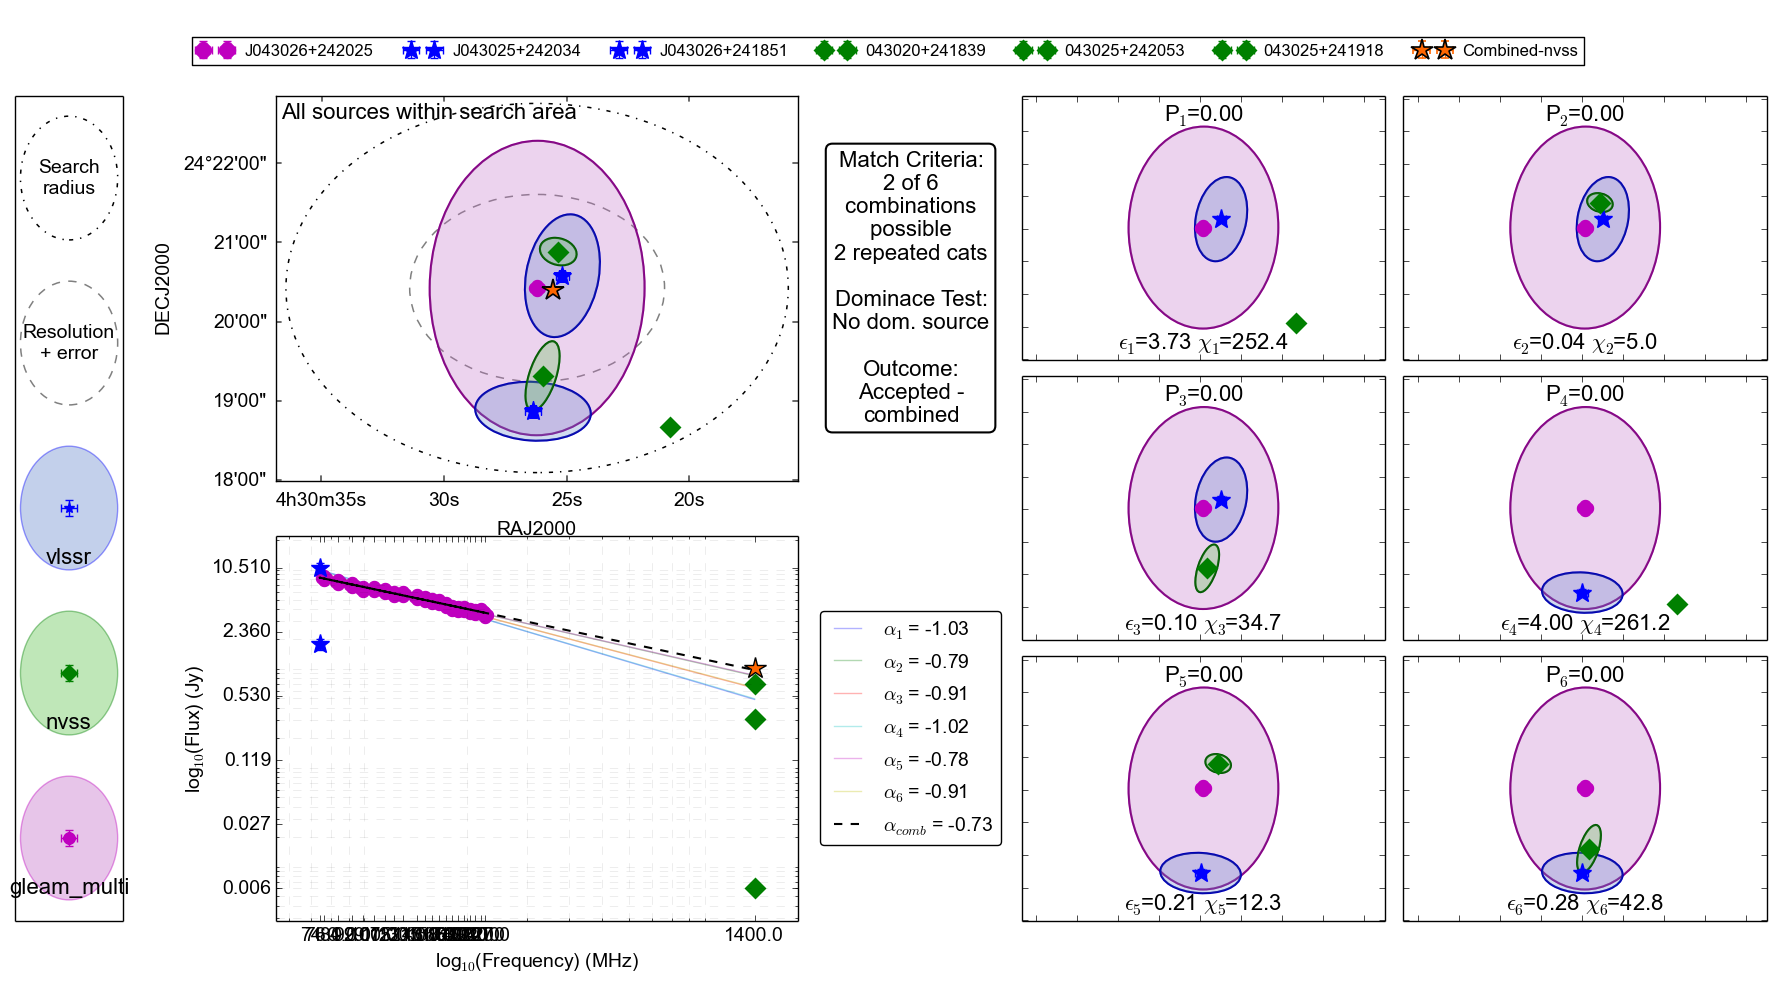 J043026+242025 J043025+242034 J043026+241851 043020+241839 043025+242053 043025+241918 Combined-nvss
Search
radius
Resolution
+ error
vlssr
nvss
gleam_multi
All sources within search area
DECJ2000
24°22'00"
21'00"
20'00"
19'00"
18'00"
4h30m35s 30s 25s 20s
RAJ2000
Match Criteria:
2 of 6
combinations
possible
2 repeated cats
Dominace Test:
No dom. source
Outcome:
Accepted -
combined
log10(Flux) (Jy)
10.510
2.360
0.530
0.119
0.027
0.006
1400.0
log10(Frequency) (MHz)
α1 = -1.03
α2 = -0.79
α3 = -0.91
α4 = -1.02
α5 = -0.78
α6 = -0.91
αcomb = -0.73
P1=0.00
ϵ1=3.73 χ1=252.4
P2=0.00
ϵ2=0.04 χ2=5.0
P3=0.00
ϵ3=0.10 χ3=34.7
P4=0.00
ϵ4=4.00 χ4=261.2
P5=0.00
ϵ5=0.21 χ5=12.3
P6=0.00
ϵ6=0.28 χ6=42.8